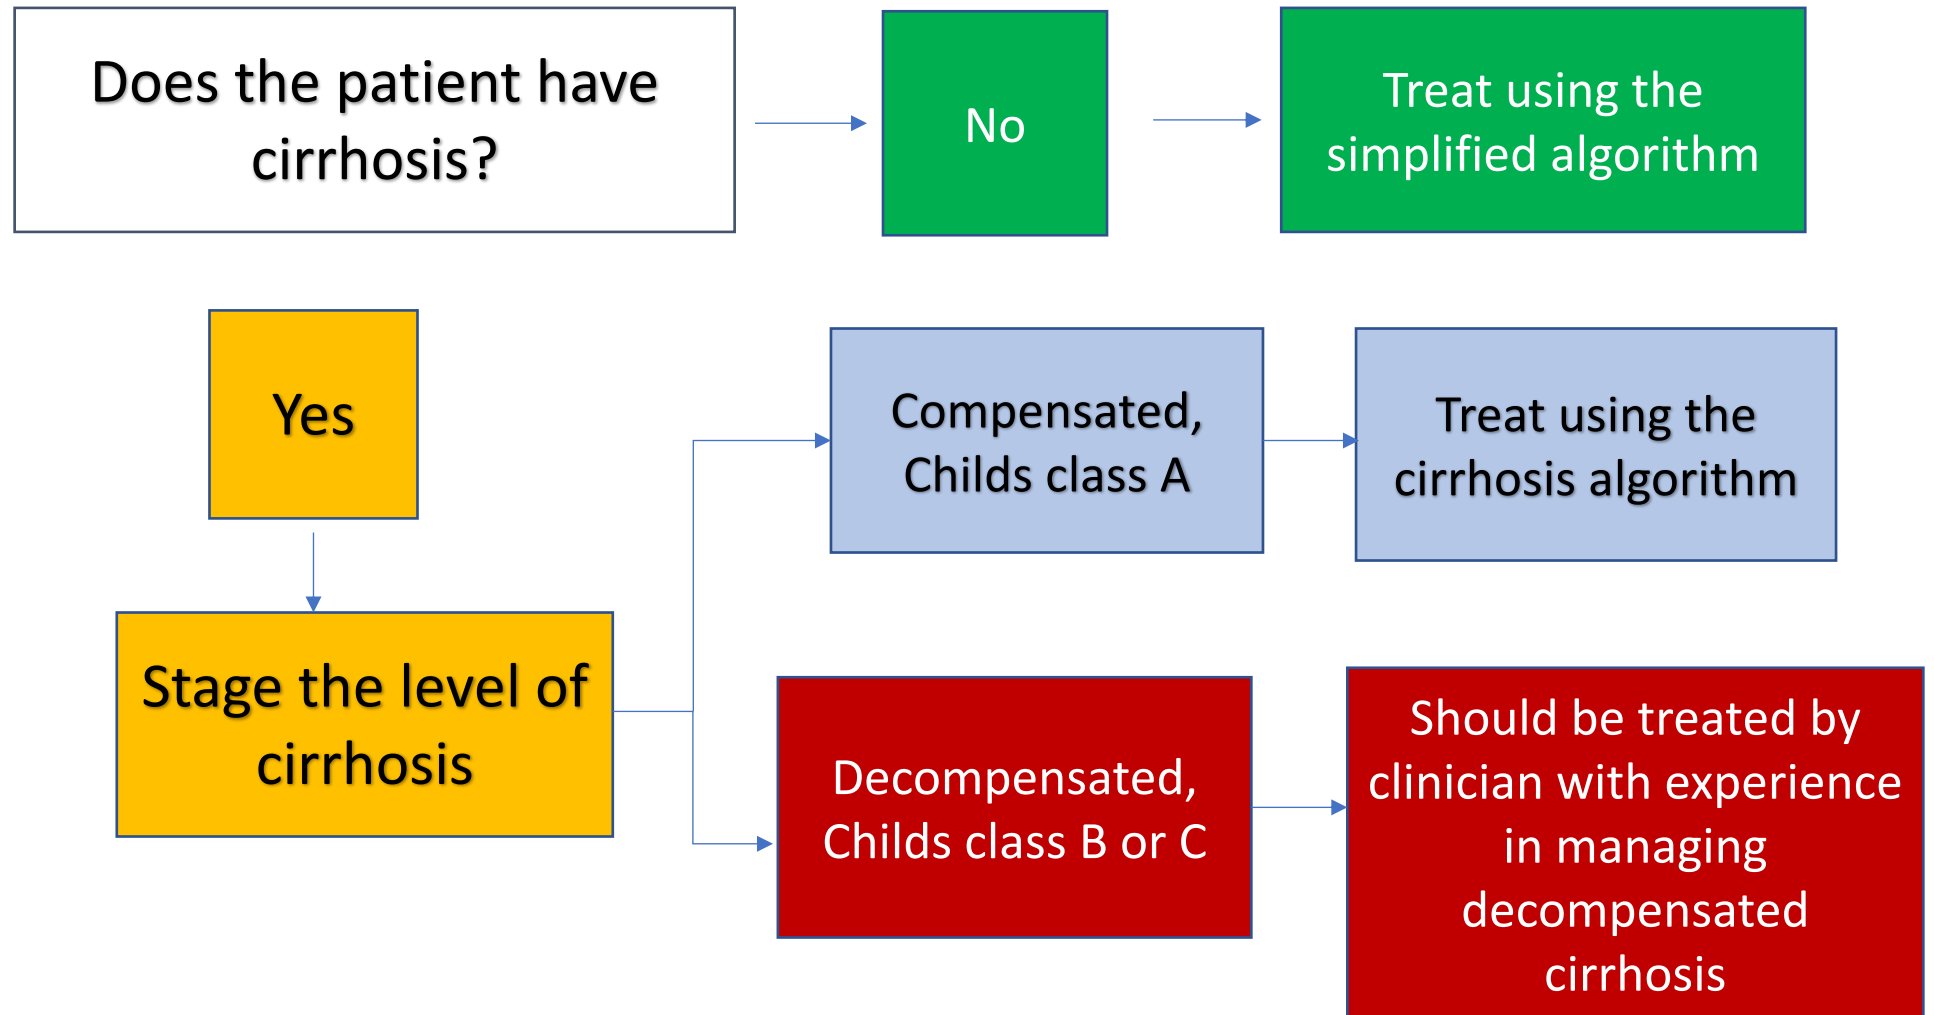 Does the patient have
cirrhosis?
No
Treat using the
simplified algorithm
Yes
Compensated,
Childs class A
Treat using the
cirrhosis algorithm
Stage the level of
cirrhosis
Decompensated,
Childs class B or C
Should be treated by
clinician with experience
in managing
decompensated
cirrhosis